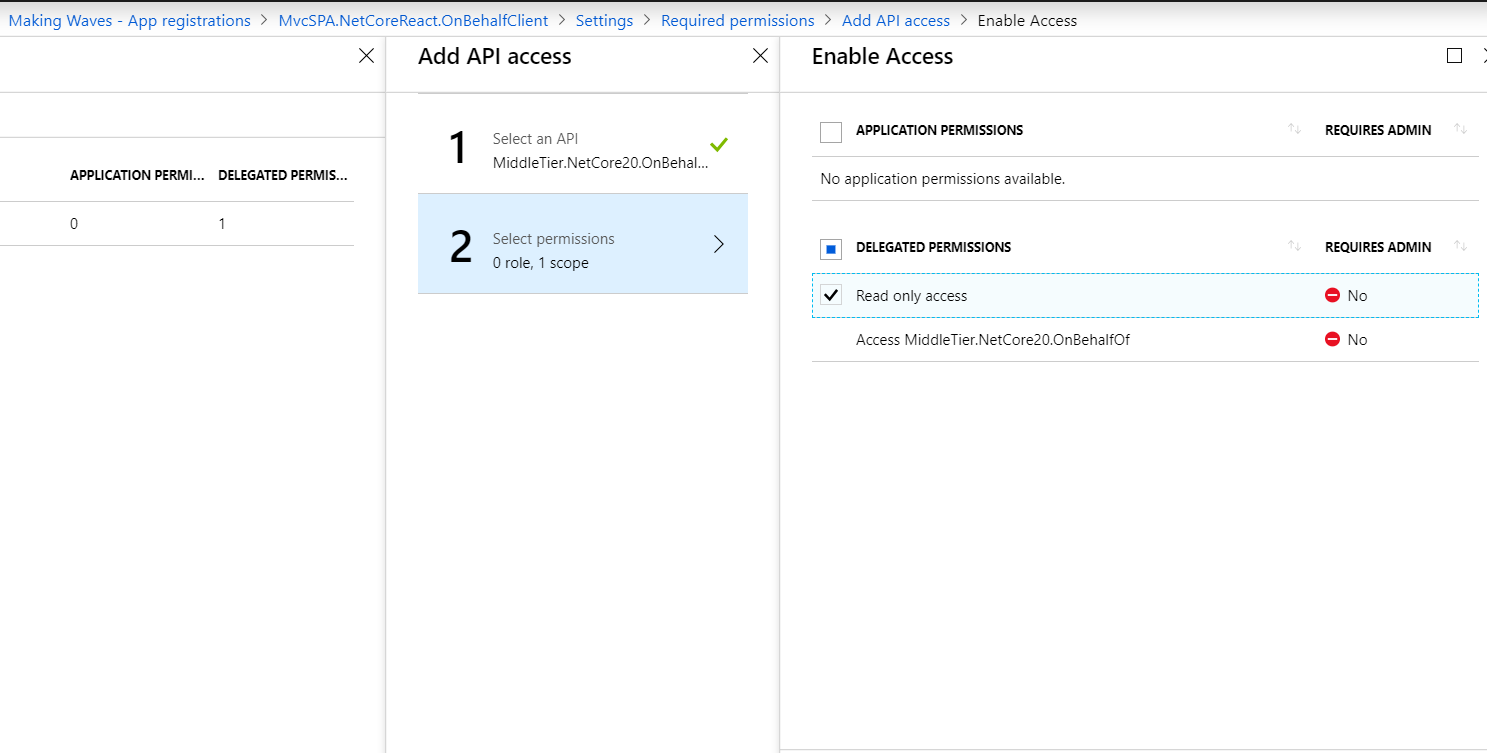 Making Waves - App registrations > MvcSPA.NetCoreReact.OnBehalfClient > Settings > Required permissions > Add API access > Enable Access
APPLICATION PERMI... DELEGATED PERMIS...
0 1
Add API access
1 Select an API
MiddleTier.NetCore20.OnBehal...
2 Select permissions
0 role, 1 scope
Enable Access
APPLICATION PERMISSIONS REQUIRES ADMIN
No application permissions available.
DELEGATED PERMISSIONS REQUIRES ADMIN
Read only access No
Access MiddleTier.NetCore20.OnBehalfOf No